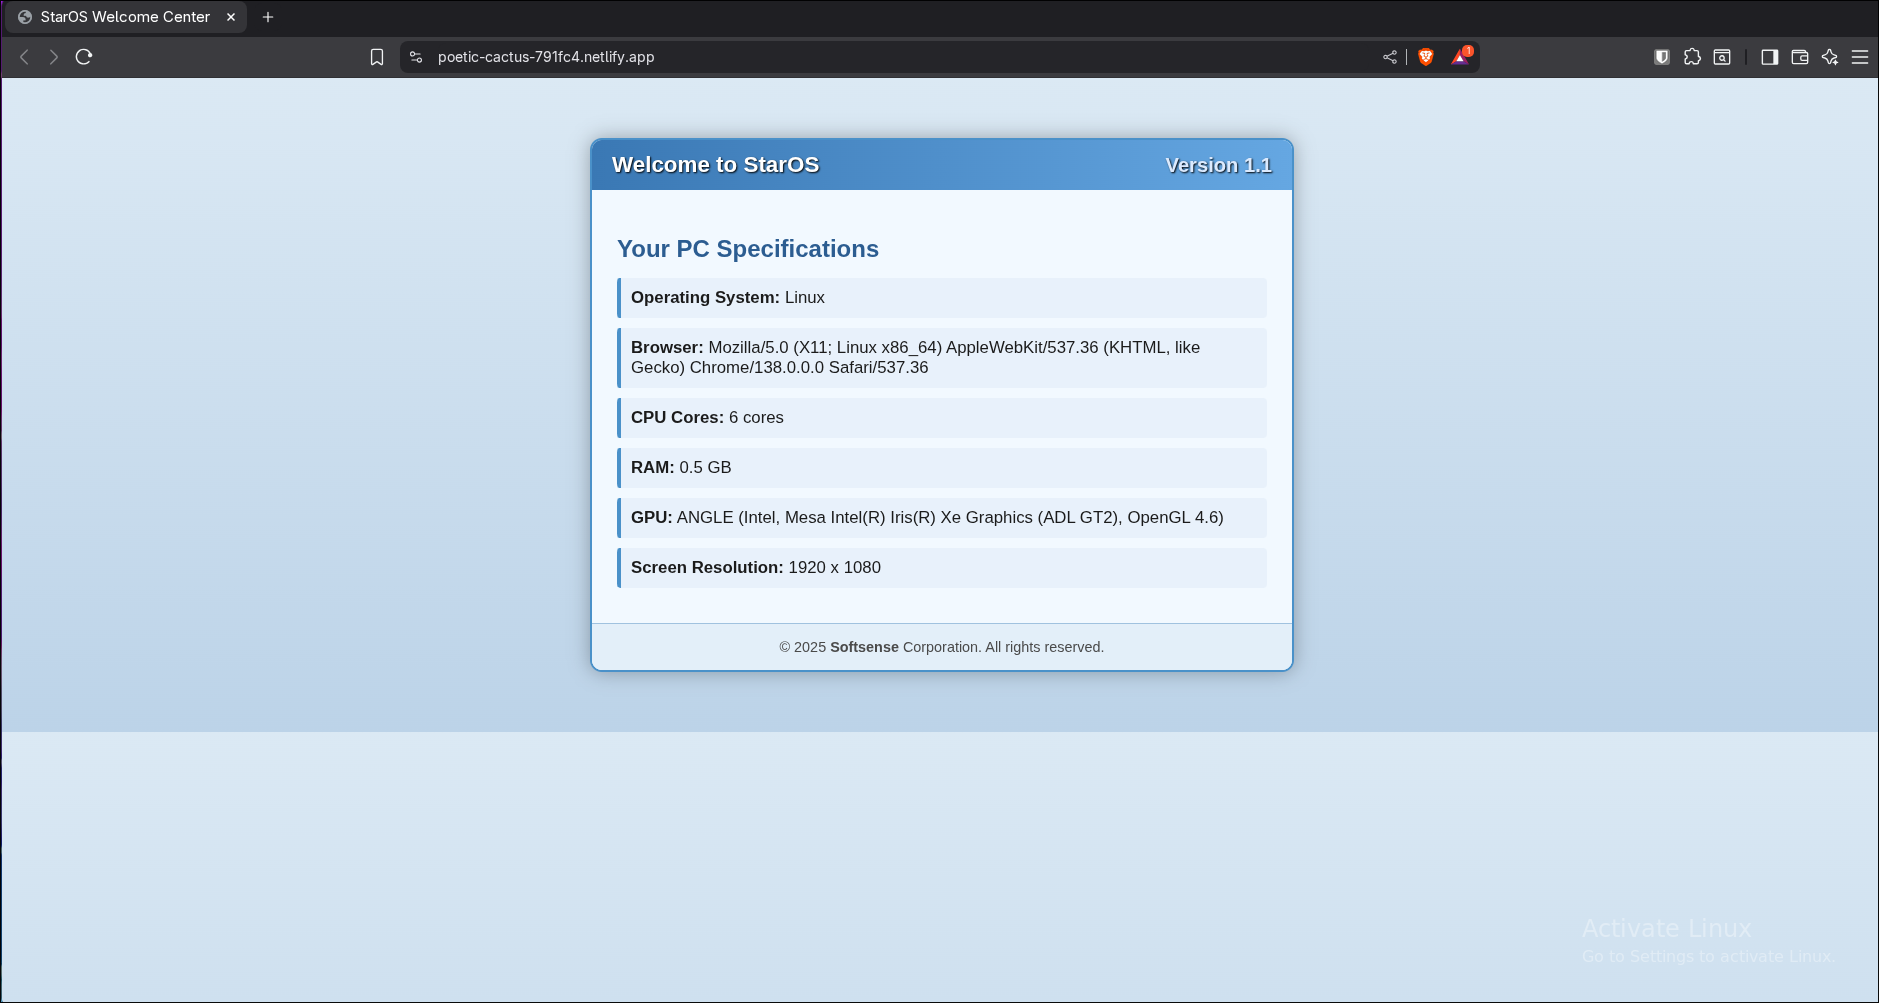 StarOS Welcome Center
poetic-cactus-791fc4.netlify.app
1
Welcome to StarOS
Version 1.1
Your PC Specifications
Operating System: Linux
Browser: Mozilla/5.0 (X11; Linux x86_64) AppleWebKit/537.36 (KHTML, like
Gecko) Chrome/138.0.0.0 Safari/537.36
CPU Cores: 6 cores
RAM: 0.5 GB
GPU: ANGLE (Intel, Mesa Intel(R) Iris(R) Xe Graphics (ADL GT2), OpenGL 4.6)
Screen Resolution: 1920 x 1080
© 2025 Softsense Corporation. All rights reserved.
Activate Linux
Go to Settings to activate Linux.